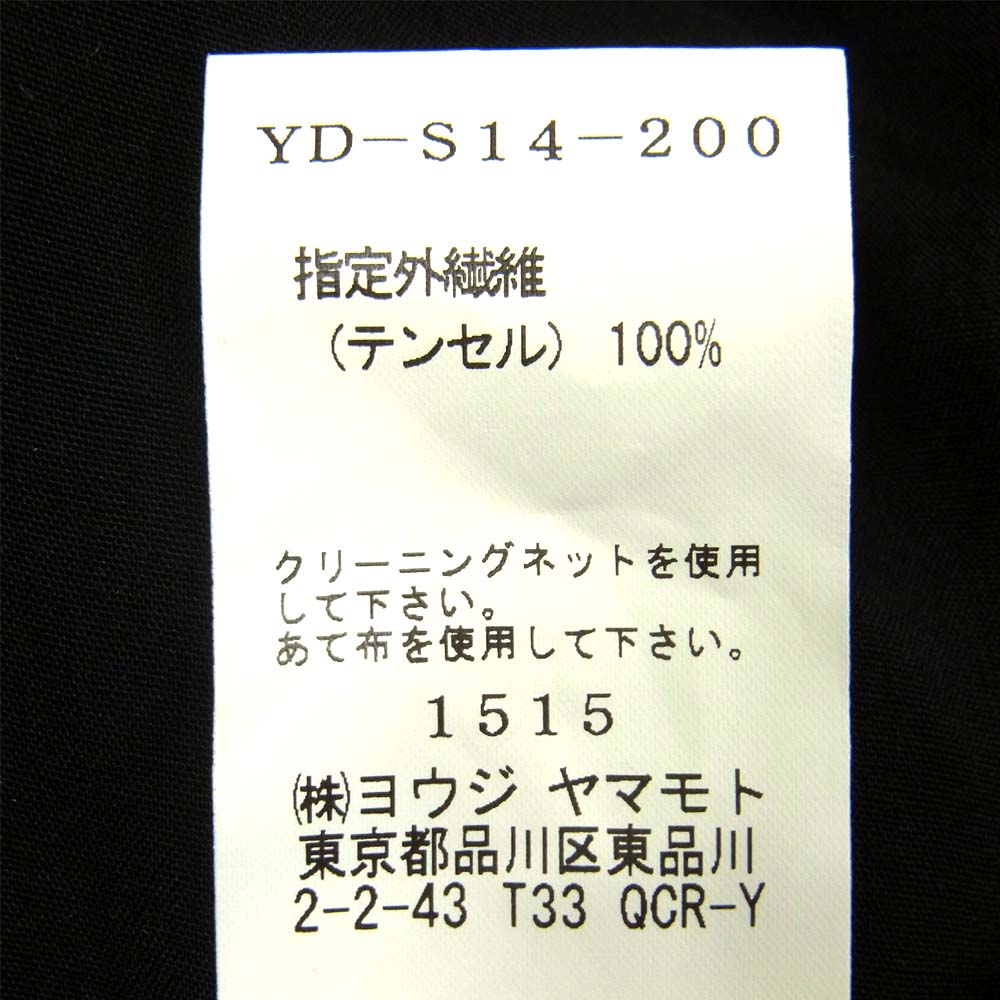 YD-S14-200
指定外繊維
(テンセル) 100%
クリーニングネットを使用
して下さい。
あて布を使用して下さい。
1515
(株)ヨウジ ヤマモト
東京都品川区東品川
2-2-43 T33 QCR-Y